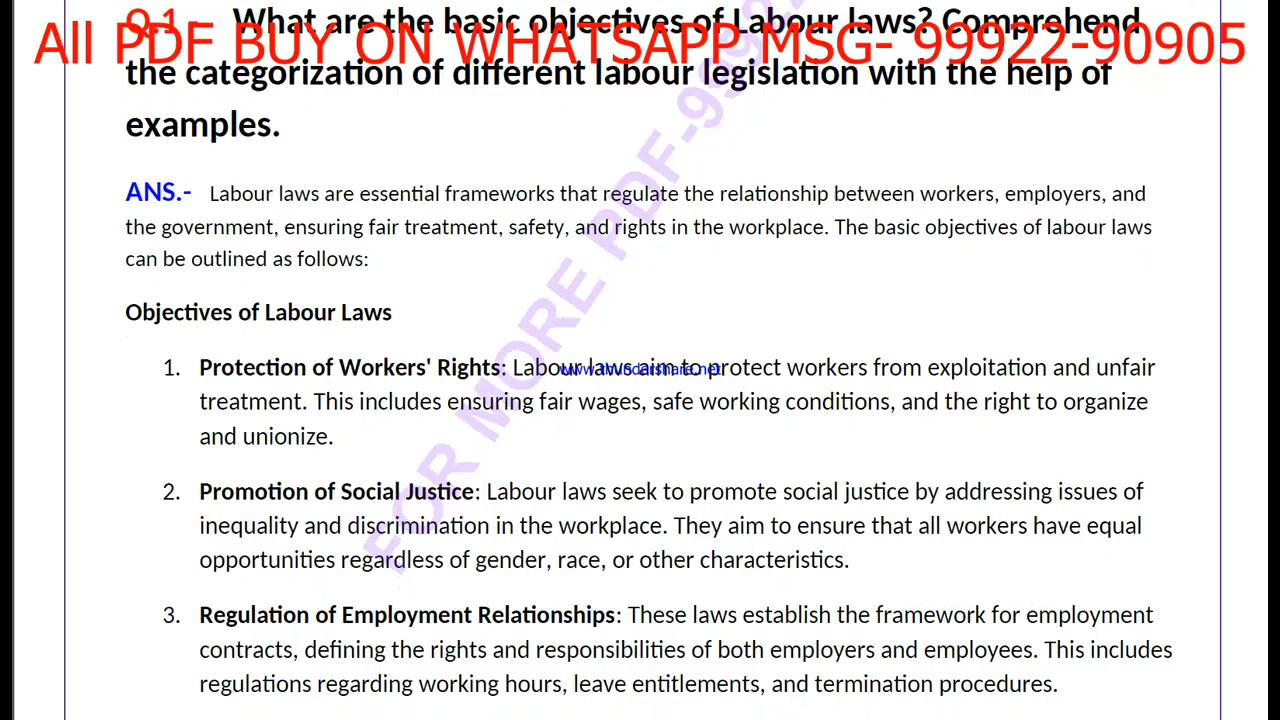 Q.1 - What are the basic objectives of Labour laws? Comprehend
All PDF BUY ON WHATSAPP MSG- 99922-90905
the categorization of different labour legislation with the help of
examples.
ANS.- Labour laws are essential frameworks that regulate the relationship between workers, employers, and
the government, ensuring fair treatment, safety, and rights in the workplace. The basic objectives of labour laws
can be outlined as follows:
Objectives of Labour Laws
1. Protection of Workers' Rights: Labour laws aim to protect workers from exploitation and unfair
www.thundarshare.net
treatment. This includes ensuring fair wages, safe working conditions, and the right to organize
and unionize.
2. Promotion of Social Justice: Labour laws seek to promote social justice by addressing issues of
inequality and discrimination in the workplace. They aim to ensure that all workers have equal
opportunities regardless of gender, race, or other characteristics.
3. Regulation of Employment Relationships: These laws establish the framework for employment
contracts, defining the rights and responsibilities of both employers and employees. This includes
regulations regarding working hours, leave entitlements, and termination procedures.
FOR MORE PDF-9992